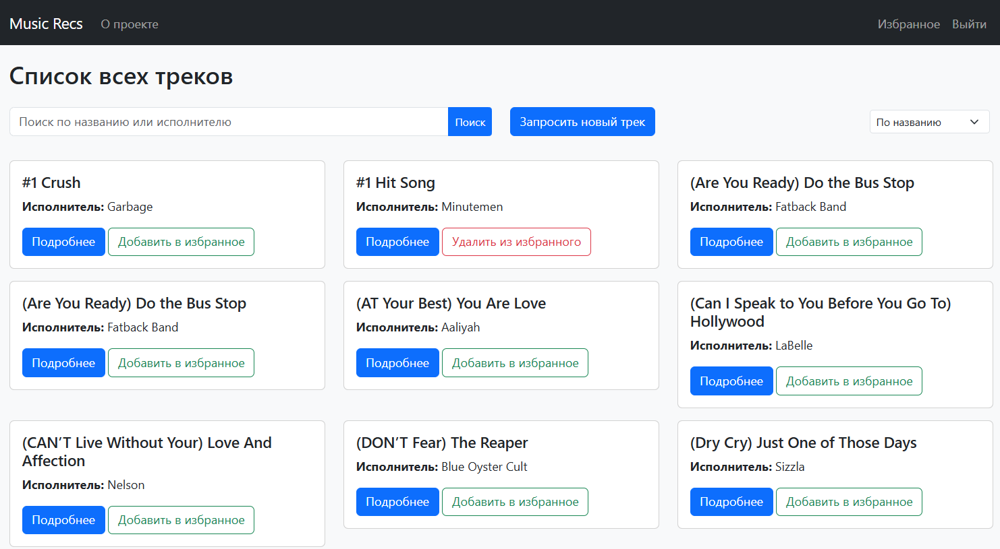 Music Recs О проекте Избранное Выйти
Список всех треков
Поиск по названию или исполнителю Поиск Запросить новый трек По названию
#1 Crush
Исполнитель: Garbage
Подробнее Добавить в избранное
#1 Hit Song
Исполнитель: Minutemen
Подробнее Удалить из избранного
(Are You Ready) Do the Bus Stop
Исполнитель: Fatback Band
Подробнее Добавить в избранное
(Are You Ready) Do the Bus Stop
Исполнитель: Fatback Band
Подробнее Добавить в избранное
(AT Your Best) You Are Love
Исполнитель: Aaliyah
Подробнее Добавить в избранное
(Can I Speak to You Before You Go To)
Hollywood
Исполнитель: LaBelle
Подробнее Добавить в избранное
(CAN’T Live Without Your) Love And
Affection
Исполнитель: Nelson
Подробнее Добавить в избранное
(DON’T Fear) The Reaper
Исполнитель: Blue Oyster Cult
Подробнее Добавить в избранное
(Dry Cry) Just One of Those Days
Исполнитель: Sizzla
Подробнее Добавить в избранное